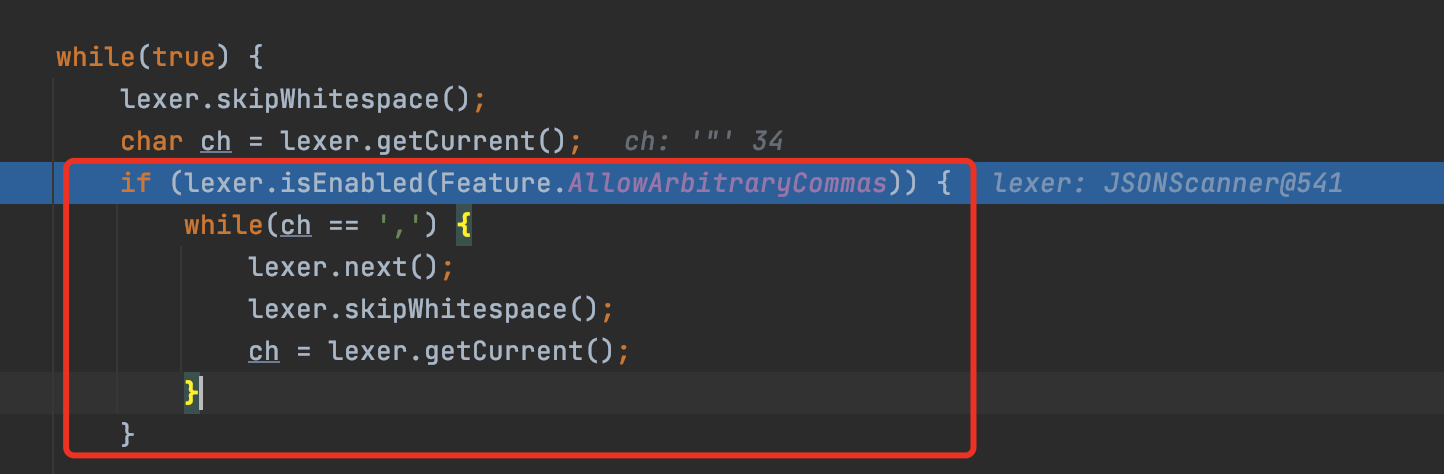 while(true) {
lexer.skipWhitespace();
char ch = lexer.getCurrent();   ch: '"' 34
if (lexer.isEnabled(Feature.AllowArbitraryCommas)) {   lexer: JSONScanner@541
while(ch == ',') {
lexer.next();
lexer.skipWhitespace();
ch = lexer.getCurrent();
}
}